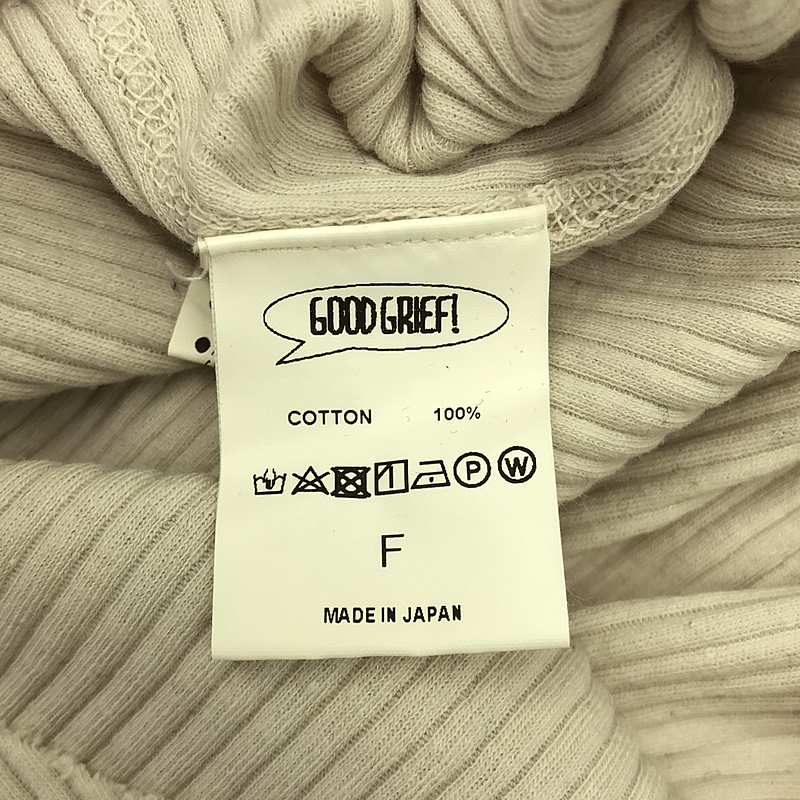 GOOD GRIEF!
COTTON 100%
P W
F
MADE IN JAPAN